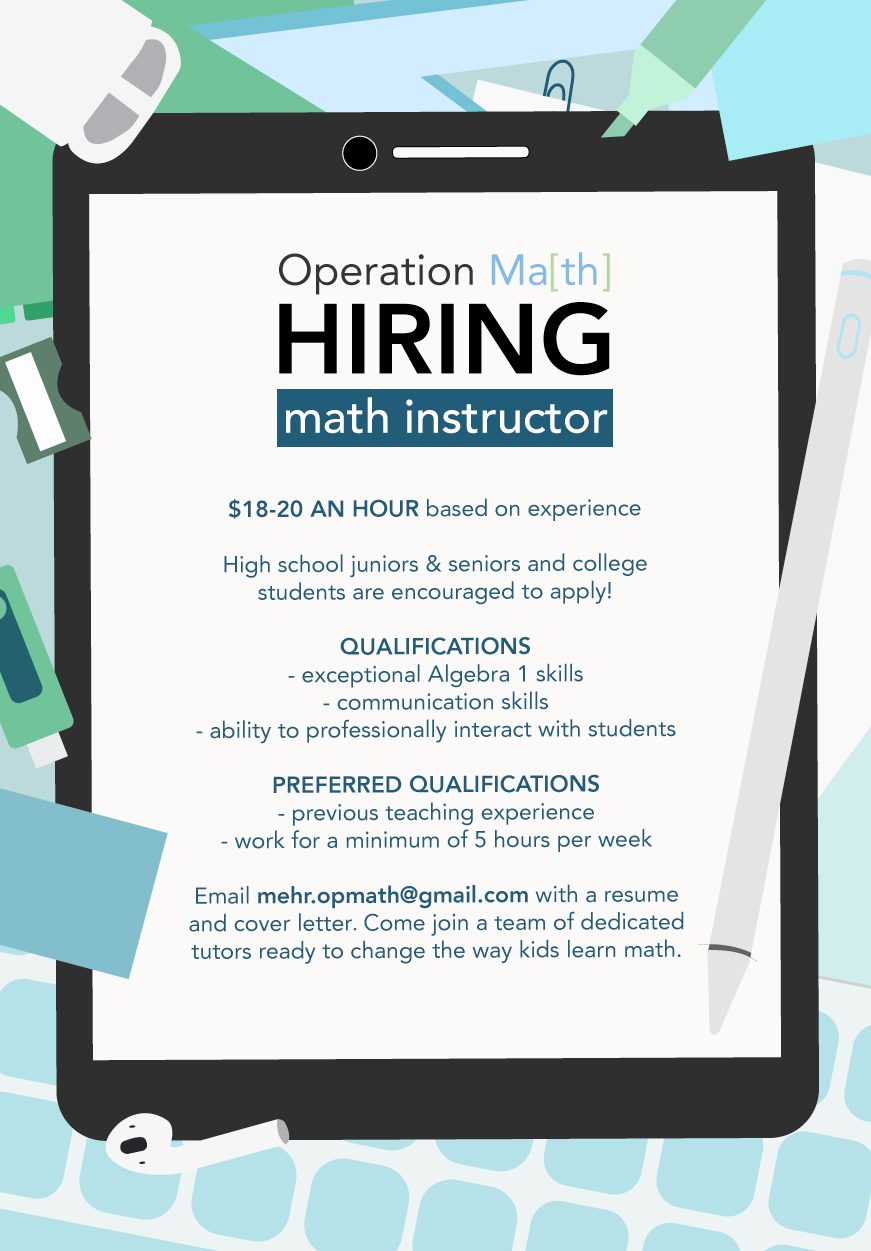 Operation Ma[th]
HIRING
math instructor
$18-20 AN HOUR based on experience
High school juniors & seniors and college
students are encouraged to apply!
QUALIFICATIONS
- exceptional Algebra 1 skills
- communication skills
- ability to professionally interact with students
PREFERRED QUALIFICATIONS
- previous teaching experience
- work for a minimum of 5 hours per week
Email mehr.opmath@gmail.com with a resume
and cover letter. Come join a team of dedicated
tutors ready to change the way kids learn math.